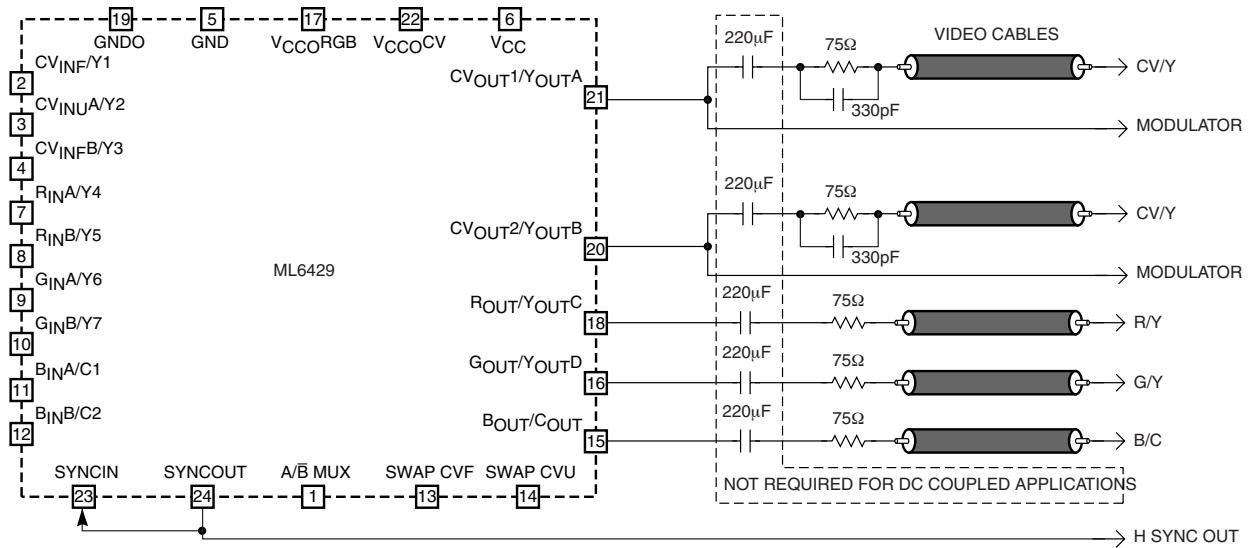 19 5 17 22 6
GNDO GND VCCORGB VCCOCV VCC
220µF 75Ω VIDEO CABLES
2 CVINF/Y1
CVOUT1/YOUTA 21
CV/Y
330pF
3 CVINUA/Y2
MODULATOR
4 CVINFB/Y3
7 RINA/Y4
220µF 75Ω
8 RINB/Y5
CVOUT2/YOUTB 20
CV/Y
330pF
ML6429
MODULATOR
9 GINA/Y6
220µF 75Ω
10 GINB/Y7
ROUT/YOUTC 18
R/Y
220µF 75Ω
11 BINA/C1
GOUT/YOUTD 16
G/Y
220µF 75Ω
12 BINB/C2
BOUT/COUT 15
B/C
SYNCIN SYNCOUT A/B̅ MUX SWAP CVF SWAP CVU
23 24 1 13 14
NOT REQUIRED FOR DC COUPLED APPLICATIONS
H SYNC OUT